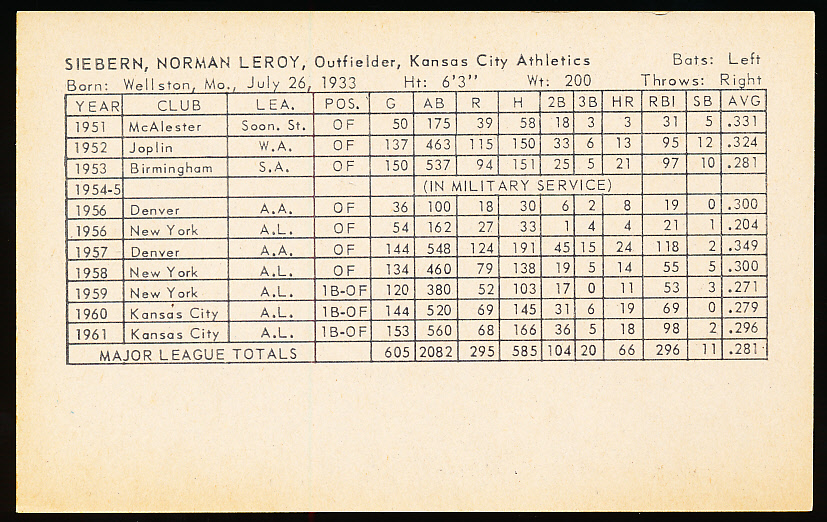 SIEBERN, NORMAN LEROY, Outfielder, Kansas City Athletics Bats: Left
Born: Wellston, Mo., July 26, 1933 Ht: 6'3" Wt: 200 Throws: Right
YEAR CLUB LEA. POS. G AB R H 2B 3B HR RBI SB AVG
1951 McAlester Soon. St. OF 50 175 39 58 18 3 3 31 5 .331
1952 Joplin W.A. OF 137 463 115 150 33 6 13 95 12 .324
1953 Birmingham S.A. OF 150 537 94 151 25 5 21 97 10 .281
1954-5 (IN MILITARY SERVICE)
1956 Denver A.A. OF 36 100 18 30 6 2 8 19 0 .300
1956 New York A.L. OF 54 162 27 33 1 4 4 21 1 .204
1957 Denver A.A. OF 144 548 124 191 45 15 24 118 2 .349
1958 New York A.L. OF 134 460 79 138 19 5 14 55 5 .300
1959 New York A.L. 1B-OF 120 380 52 103 17 0 11 53 3 .271
1960 Kansas City A.L. 1B-OF 144 520 69 145 31 6 19 69 0 .279
1961 Kansas City A.L. 1B-OF 153 560 68 166 36 5 18 98 2 .296
MAJOR LEAGUE TOTALS 605 2082 295 585 104 20 66 296 11 .281